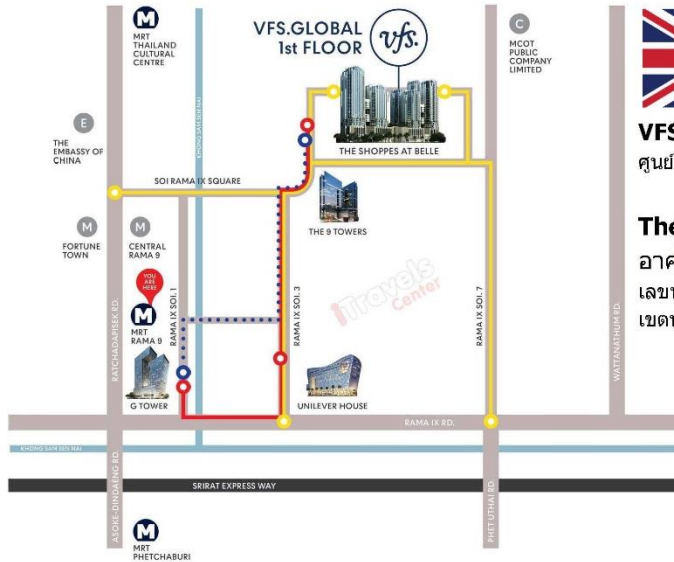 M
MRT
THAILAND
CULTURAL
CENTRE
VFS.GLOBAL
1st FLOOR
vfs.
C
MCOT
PUBLIC
COMPANY
LIMITED
E
THE
EMBASSY OF
CHINA
KHONG SAM SEN NAI
THE SHOPPES AT BELLE
VFS
ศูนย์
SOI RAMA IX SQUARE
THE 9 TOWERS
The
อาค
เลข
เขต
M
FORTUNE
TOWN
M
CENTRAL
RAMA 9
YOU
ARE
HERE
M
MRT
RAMA 9
RATCHADAPISEK RD.
RAMA IX SOI. 1
RAMA IX SOI. 3
RAMA IX SOI. 7
WATTANATHUM RD.
iTravels
Center
G TOWER
UNILEVER HOUSE
RAMA IX RD.
KHONG SAM SEN NAI
SRIRAT EXPRESS WAY
ASOKE-DINDAENG RD.
PHET UTHAI RD.
M
MRT
PHETCHABURI